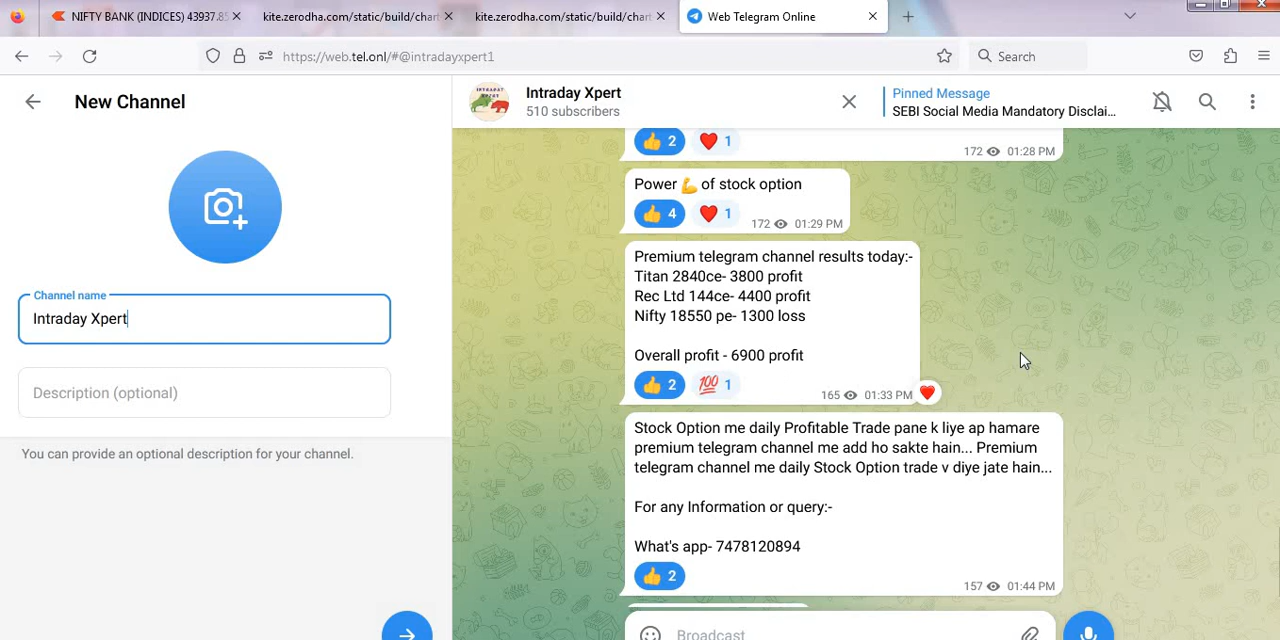 NIFTY BANK (INDICES) 43937.85
kite.zerodha.com/static/build/chart
kite.zerodha.com/static/build/chart
Web Telegram Online
https://web.tel.onl/#@intradayxpert1
Search
New Channel
Channel name
Intraday Xpert
Description (optional)
You can provide an optional description for your channel.
Intraday Xpert
510 subscribers
Pinned Message
SEBI Social Media Mandatory Disclai...
2 1
172 01:28 PM
Power 💪 of stock option
4 1
172 01:29 PM
Premium telegram channel results today:-
Titan 2840ce- 3800 profit
Rec Ltd 144ce- 4400 profit
Nifty 18550 pe- 1300 loss
Overall profit - 6900 profit
2 💯 1
165 01:33 PM
Stock Option me daily Profitable Trade pane k liye ap hamare
premium telegram channel me add ho sakte hain... Premium
telegram channel me daily Stock Option trade v diye jate hain...
For any Information or query:-
What's app- 7478120894
2
157 01:44 PM
Broadcast